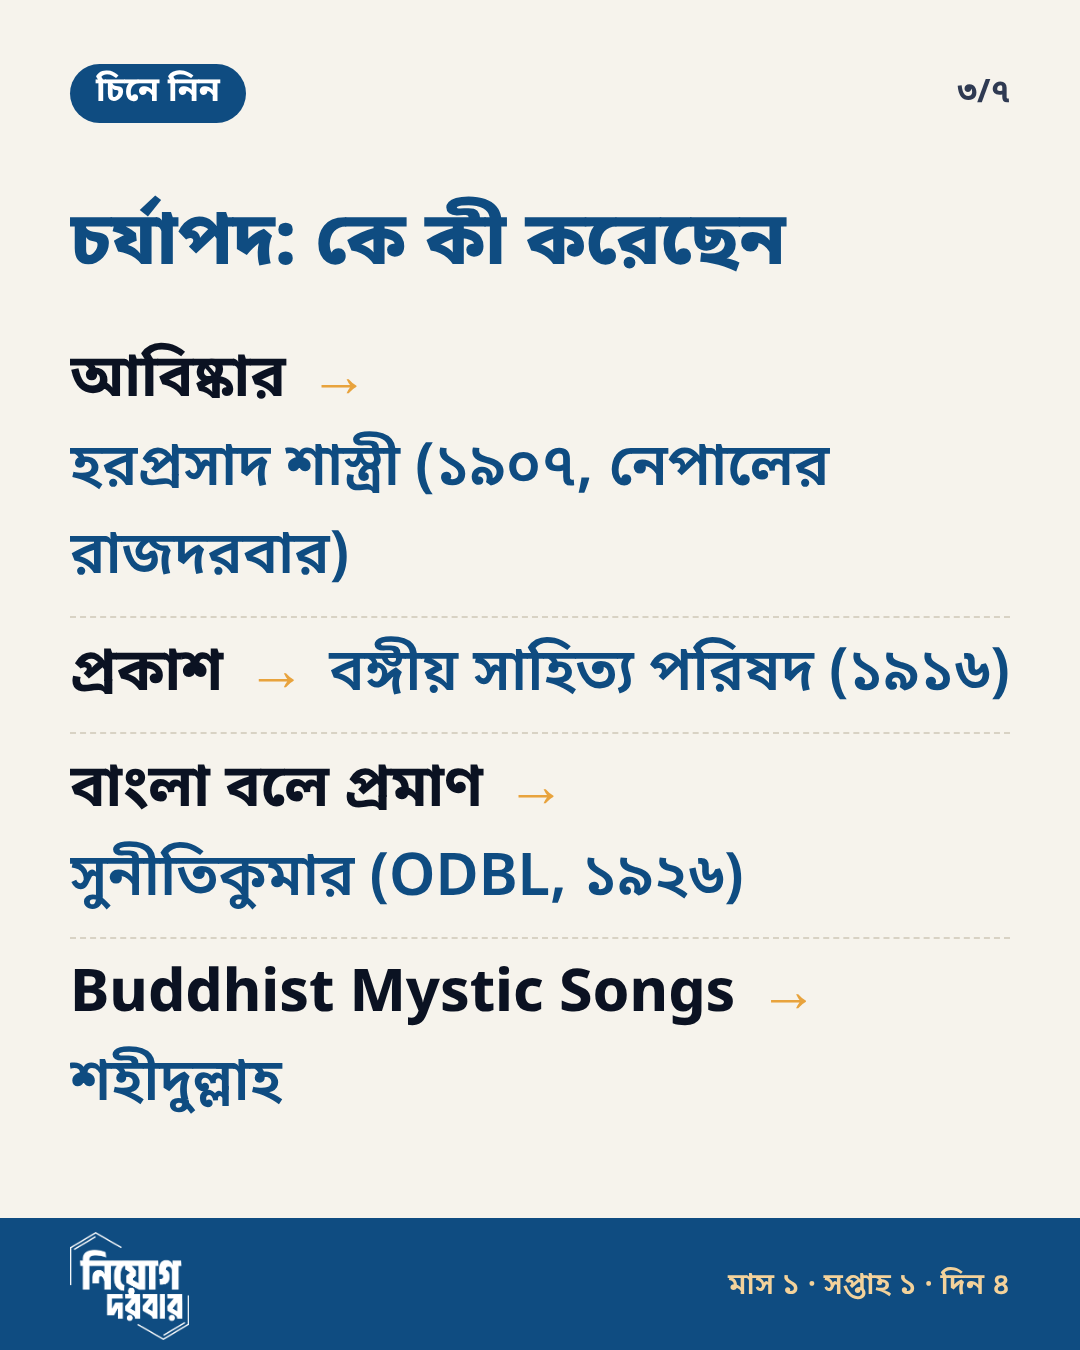 চিনে নিন
৩/৭
চর্যাপদ: কে কী করেছেন
আবিষ্কার →
হরপ্রসাদ শাস্ত্রী (১৯০৭, নেপালের
রাজদরবার)
প্রকাশ → বঙ্গীয় সাহিত্য পরিষদ (১৯১৬)
বাংলা বলে প্রমাণ →
সুনীতিকুমার (ODBL, ১৯২৬)
Buddhist Mystic Songs →
শহীদুল্লাহ
নিয়োগ
দরবার
মাস ১ · সপ্তাহ ১ · দিন ৪